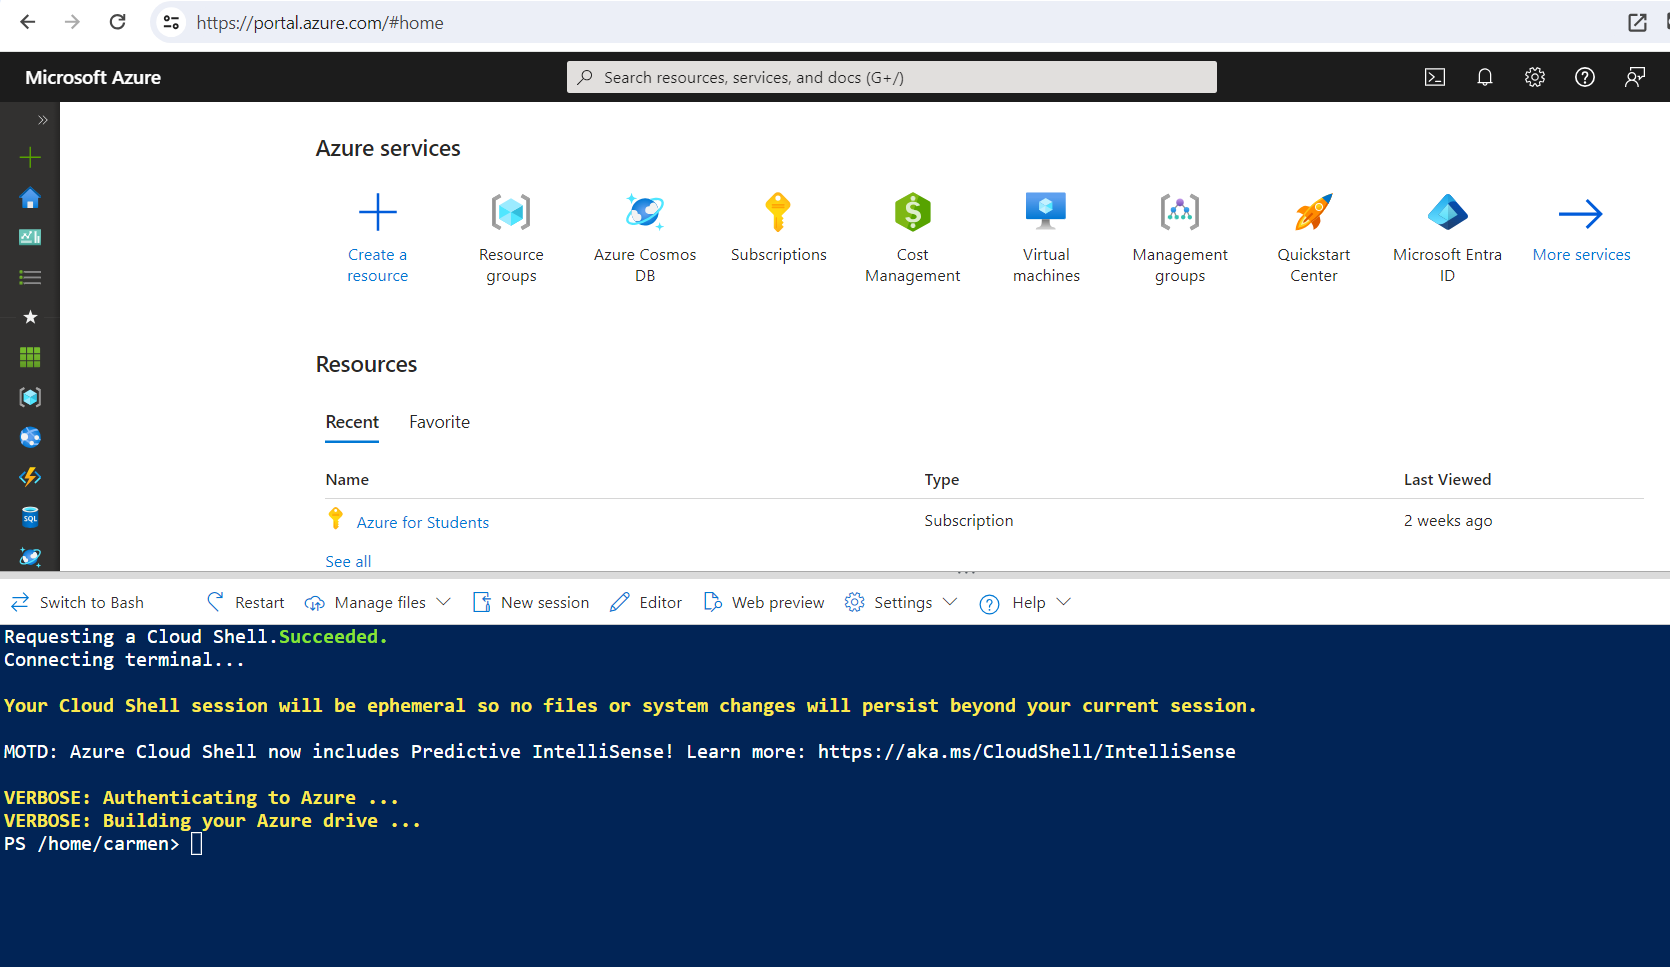 https://portal.azure.com/#home
Microsoft Azure
Search resources, services, and docs (G+/)
Azure services
Create a resource
Resource groups
Azure Cosmos DB
Subscriptions
Cost Management
Virtual machines
Management groups
Quickstart Center
Microsoft Entra ID
More services
Resources
Recent Favorite
Name Type Last Viewed
Azure for Students Subscription 2 weeks ago
See all
Switch to Bash Restart Manage files New session Editor Web preview Settings Help
Requesting a Cloud Shell.Succeeded.
Connecting terminal...
Your Cloud Shell session will be ephemeral so no files or system changes will persist beyond your current session.
MOTD: Azure Cloud Shell now includes Predictive IntelliSense! Learn more: https://aka.ms/CloudShell/IntelliSense
VERBOSE: Authenticating to Azure ...
VERBOSE: Building your Azure drive ...
PS /home/carmen>